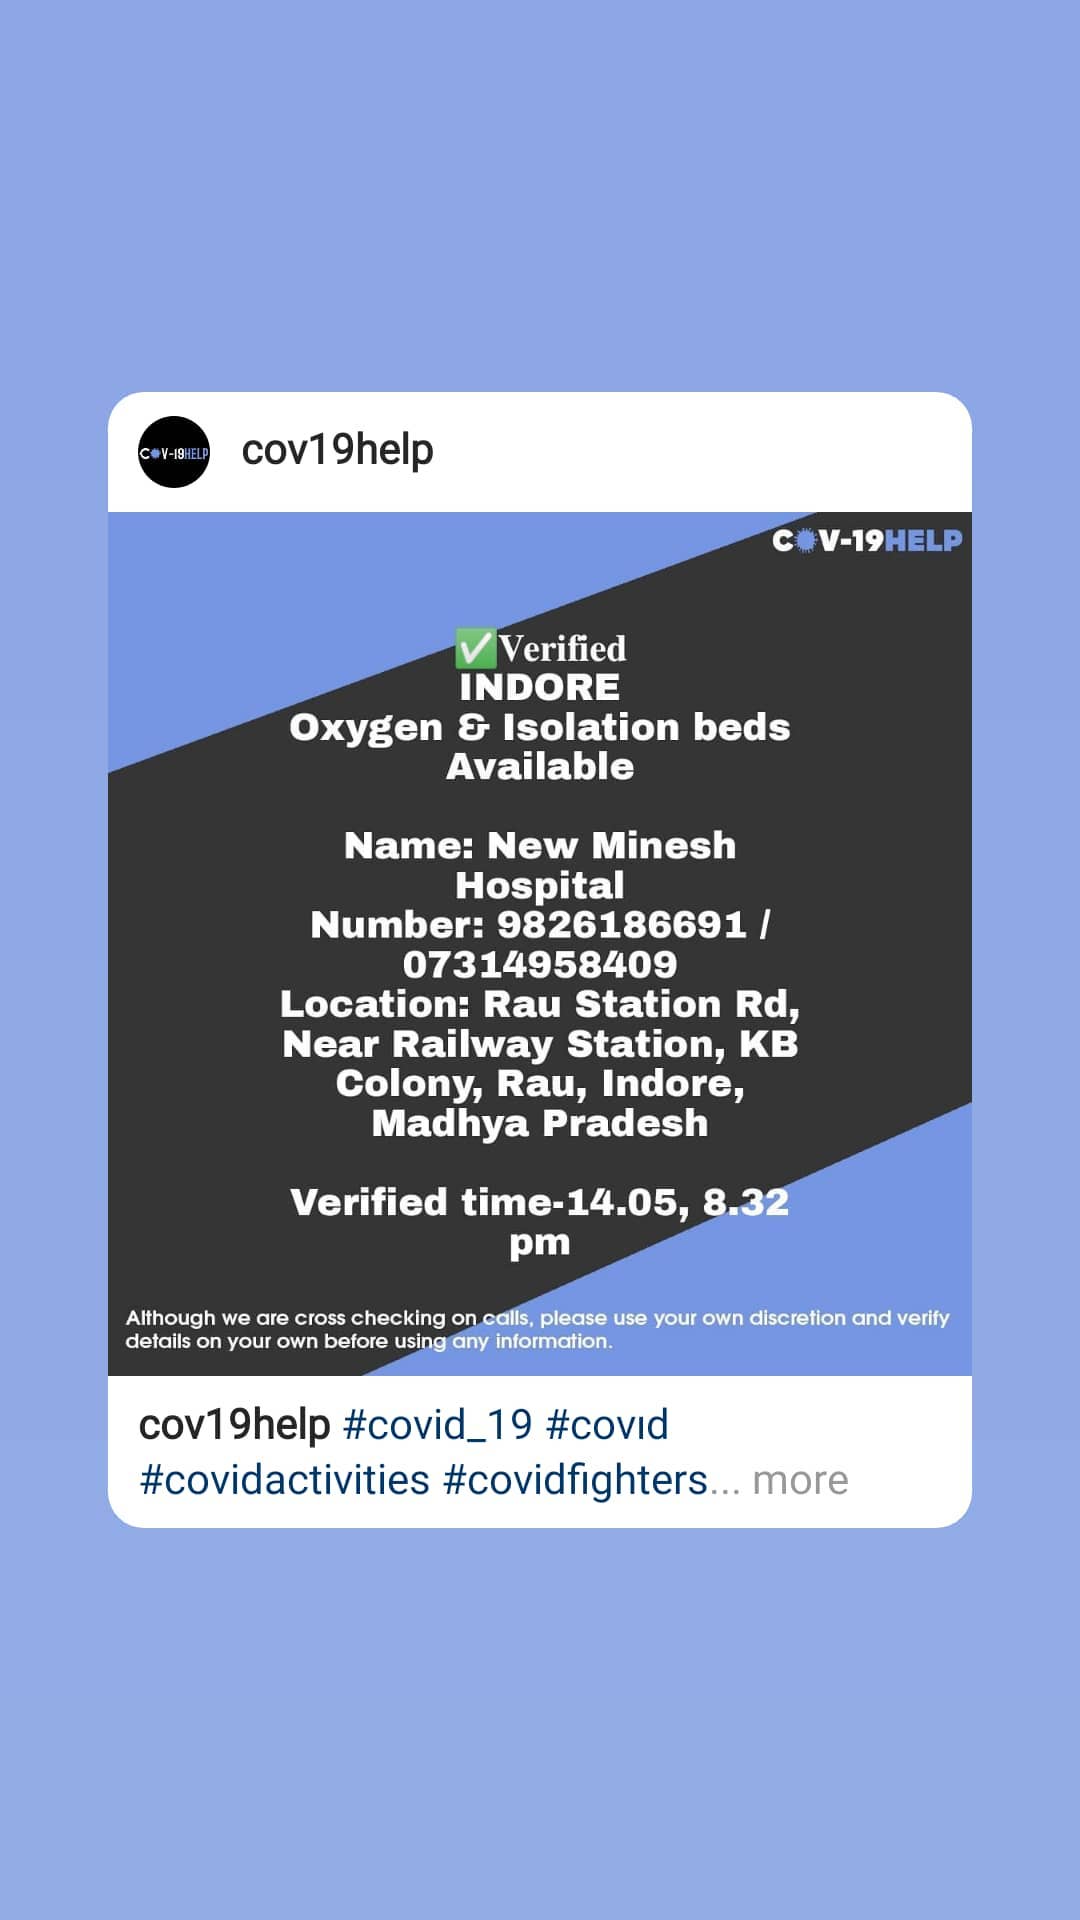 C V-19HELP
cov19help
C V-19HELP
✅Verified
INDORE
Oxygen & Isolation beds
Available
Name: New Minesh
Hospital
Number: 9826186691 /
07314958409
Location: Rau Station Rd,
Near Railway Station, KB
Colony, Rau, Indore,
Madhya Pradesh
Verified time-14.05, 8.32
pm
Although we are cross checking on calls, please use your own discretion and verify
details on your own before using any information.
cov19help #covid_19 #covıd
#covidactivities #covidfighters... more